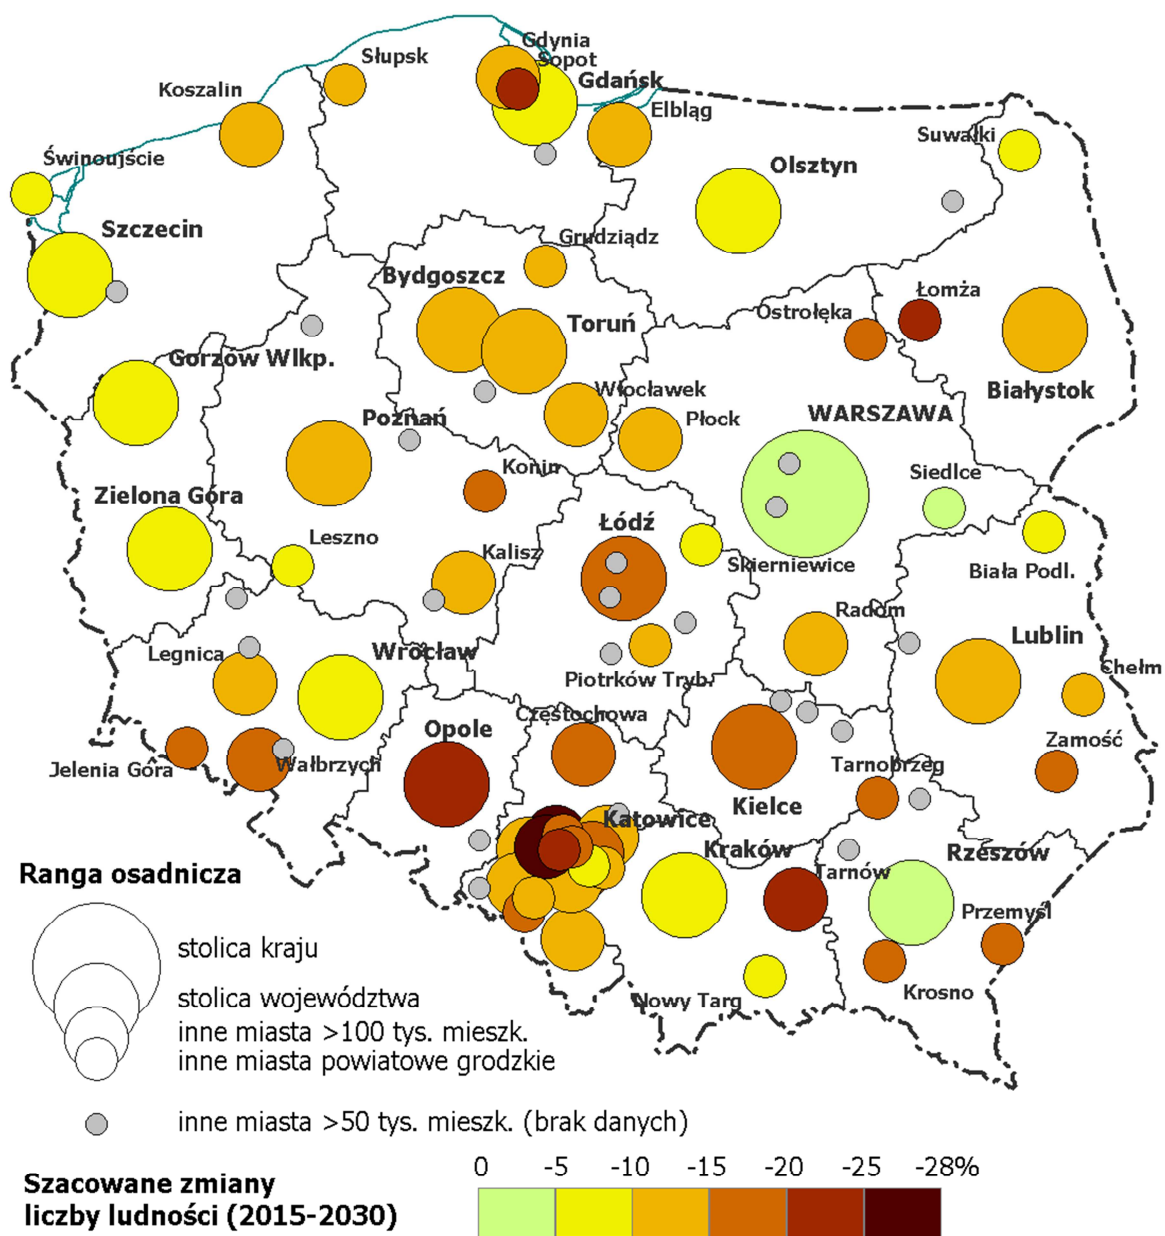 Gdynia
Słupsk
Sopot
Gdańsk
Koszalin
Elbląg
Suwałki
Świnoujście
Olsztyn
Szczecin
Grudziądz
Bydgoszcz
Łomża
Ostrołęka
Toruń
Gorzów Wlkp.
Włocławek
Białystok
Poznań
Płock
WARSZAWA
Konin
Siedlce
Zielona Góra
Łódź
Leszno
Kalisz
Skierniewice
Biała Podl.
Radom
Lublin
Legnica
Wrocław
Piotrków Tryb.
Chełm
Częstochowa
Opole
Zamość
Jelenia Góra
Wałbrzych
Tarnobrzeg
Kielce
Katowice
Kraków
Rzeszów
Tarnów
Przemyśl
Krosno
Nowy Targ
Ranga osadnicza
stolica kraju
stolica województwa
inne miasta >100 tys. mieszk.
inne miasta powiatowe grodzkie
inne miasta >50 tys. mieszk. (brak danych)
0 -5 -10 -15 -20 -25 -28%
Szacowane zmiany
liczby ludności (2015-2030)